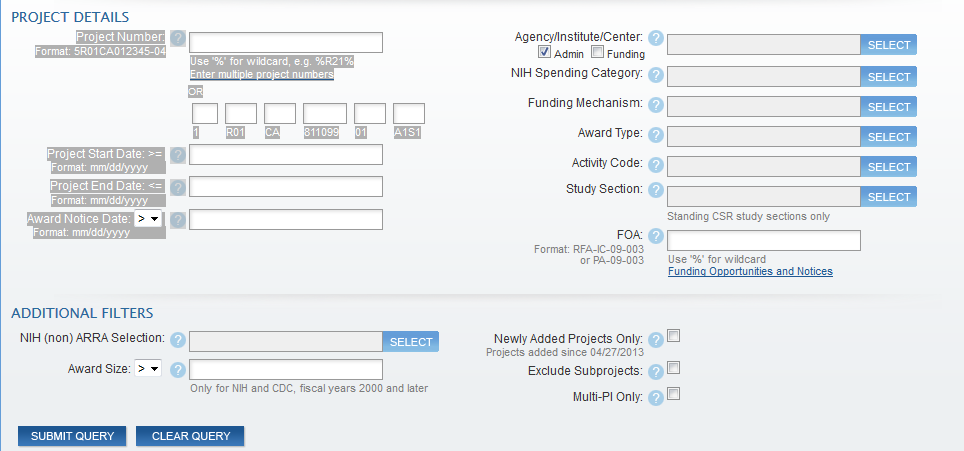 PROJECT DETAILS
Project Number: ?
Format: 5R01CA012345-04
Use '%' for wildcard, e.g. %R21%
Enter multiple project numbers
OR
1 R01 CA 811099 01 A1S1
Project Start Date: >= ?
Format: mm/dd/yyyy
Project End Date: <= ?
Format: mm/dd/yyyy
Award Notice Date: > ?
Format: mm/dd/yyyy
Agency/Institute/Center: ? SELECT
Admin Funding
NIH Spending Category: ? SELECT
Funding Mechanism: ? SELECT
Award Type: ? SELECT
Activity Code: ? SELECT
Study Section: ? SELECT
Standing CSR study sections only
FOA: ?
Format: RFA-IC-09-003
or PA-09-003
Use '%' for wildcard
Funding Opportunities and Notices
ADDITIONAL FILTERS
NIH (non) ARRA Selection: ? SELECT
Award Size: > ?
Only for NIH and CDC, fiscal years 2000 and later
Newly Added Projects Only: ?
Projects added since 04/27/2013
Exclude Subprojects: ?
Multi-PI Only: ?
SUBMIT QUERY CLEAR QUERY